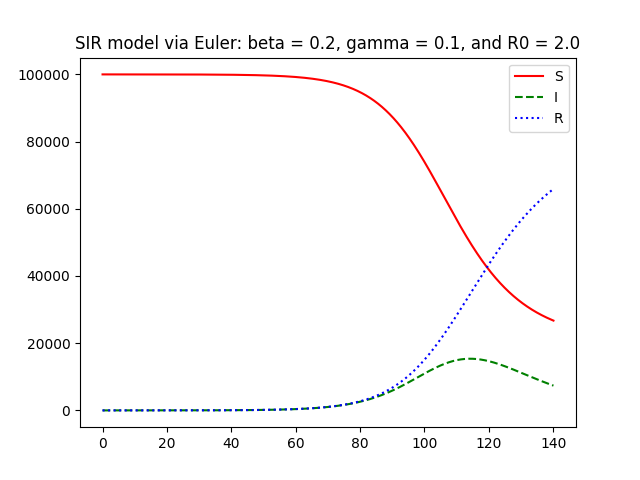 SIR model via Euler: beta = 0.2, gamma = 0.1, and R0 = 2.0
100000
80000
60000
40000
20000
0
S
I
R
0 20 40 60 80 100 120 140